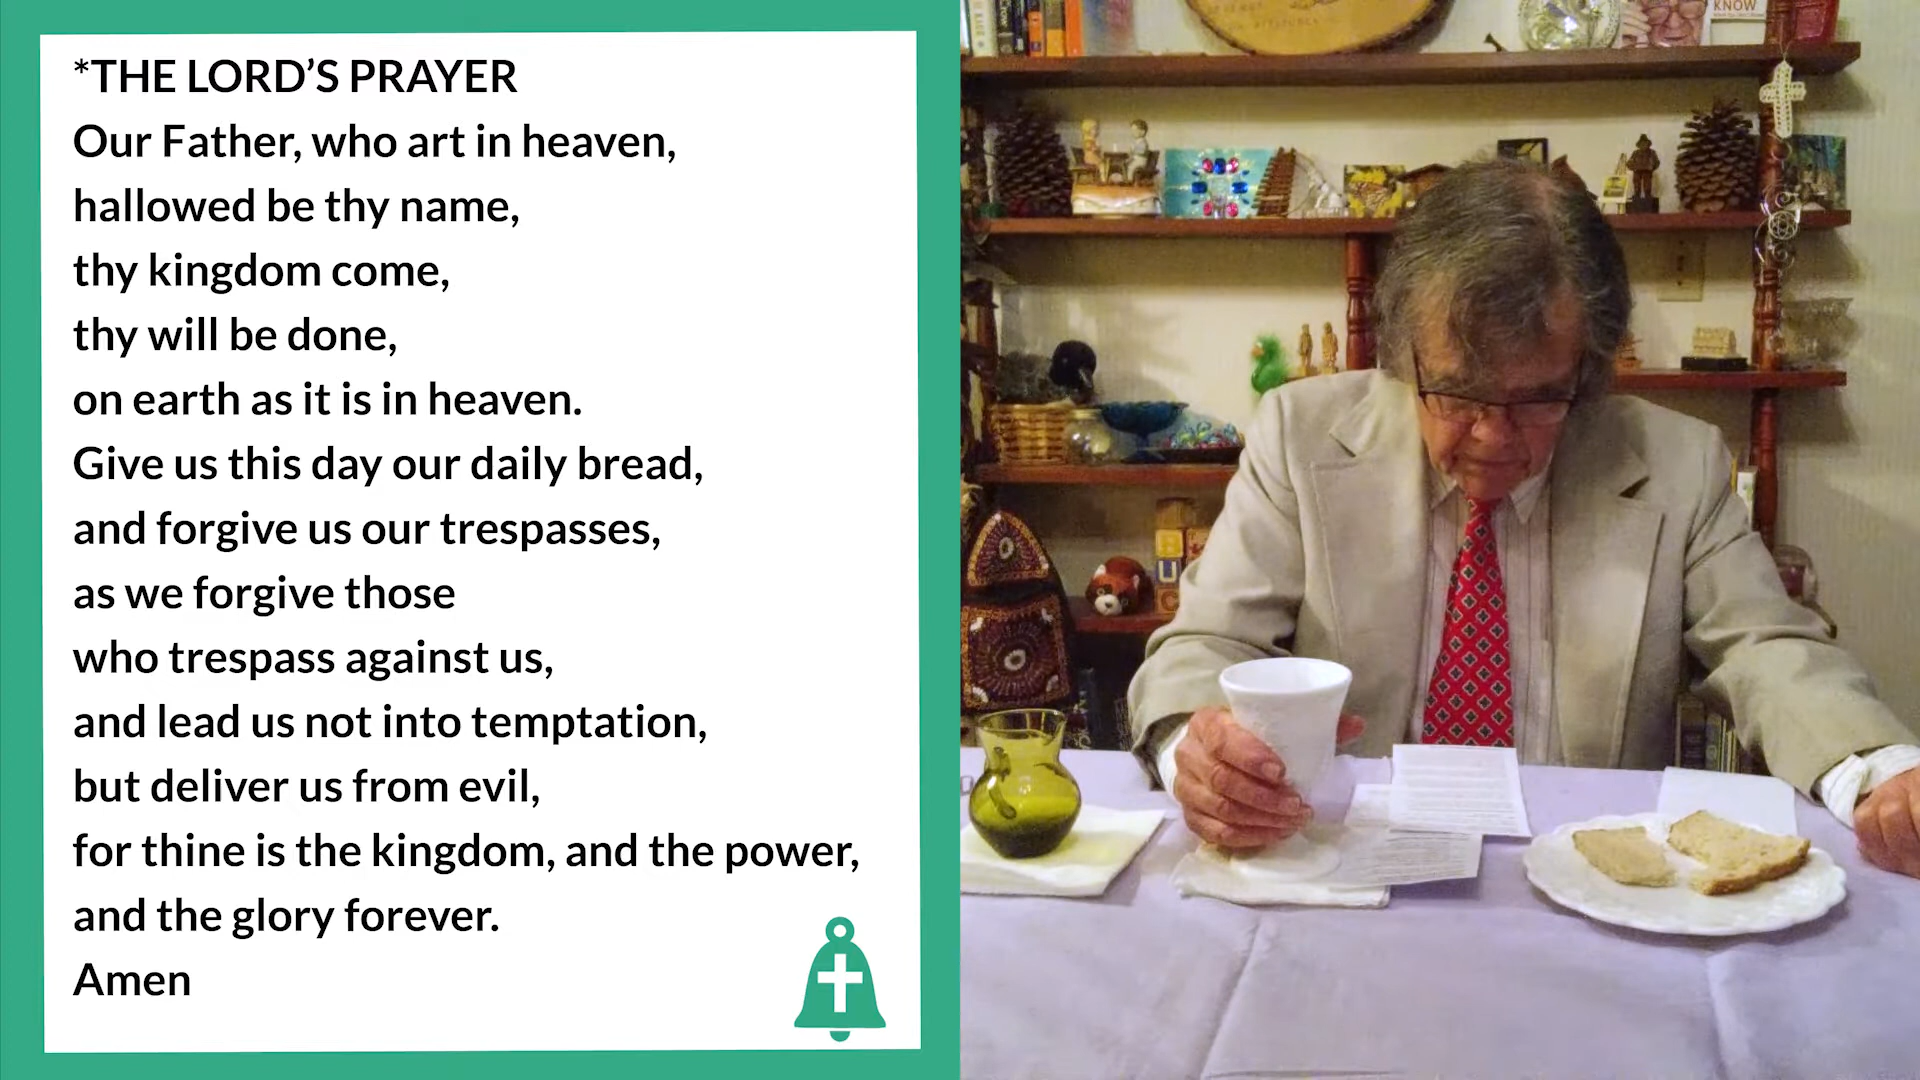 *THE LORD'S PRAYER
Our Father, who art in heaven,
hallowed be thy name,
thy kingdom come,
thy will be done,
on earth as it is in heaven.
Give us this day our daily bread,
and forgive us our trespasses,
as we forgive those
who trespass against us,
and lead us not into temptation,
but deliver us from evil,
for thine is the kingdom, and the power,
and the glory forever.
Amen
KNOW
B
U
C